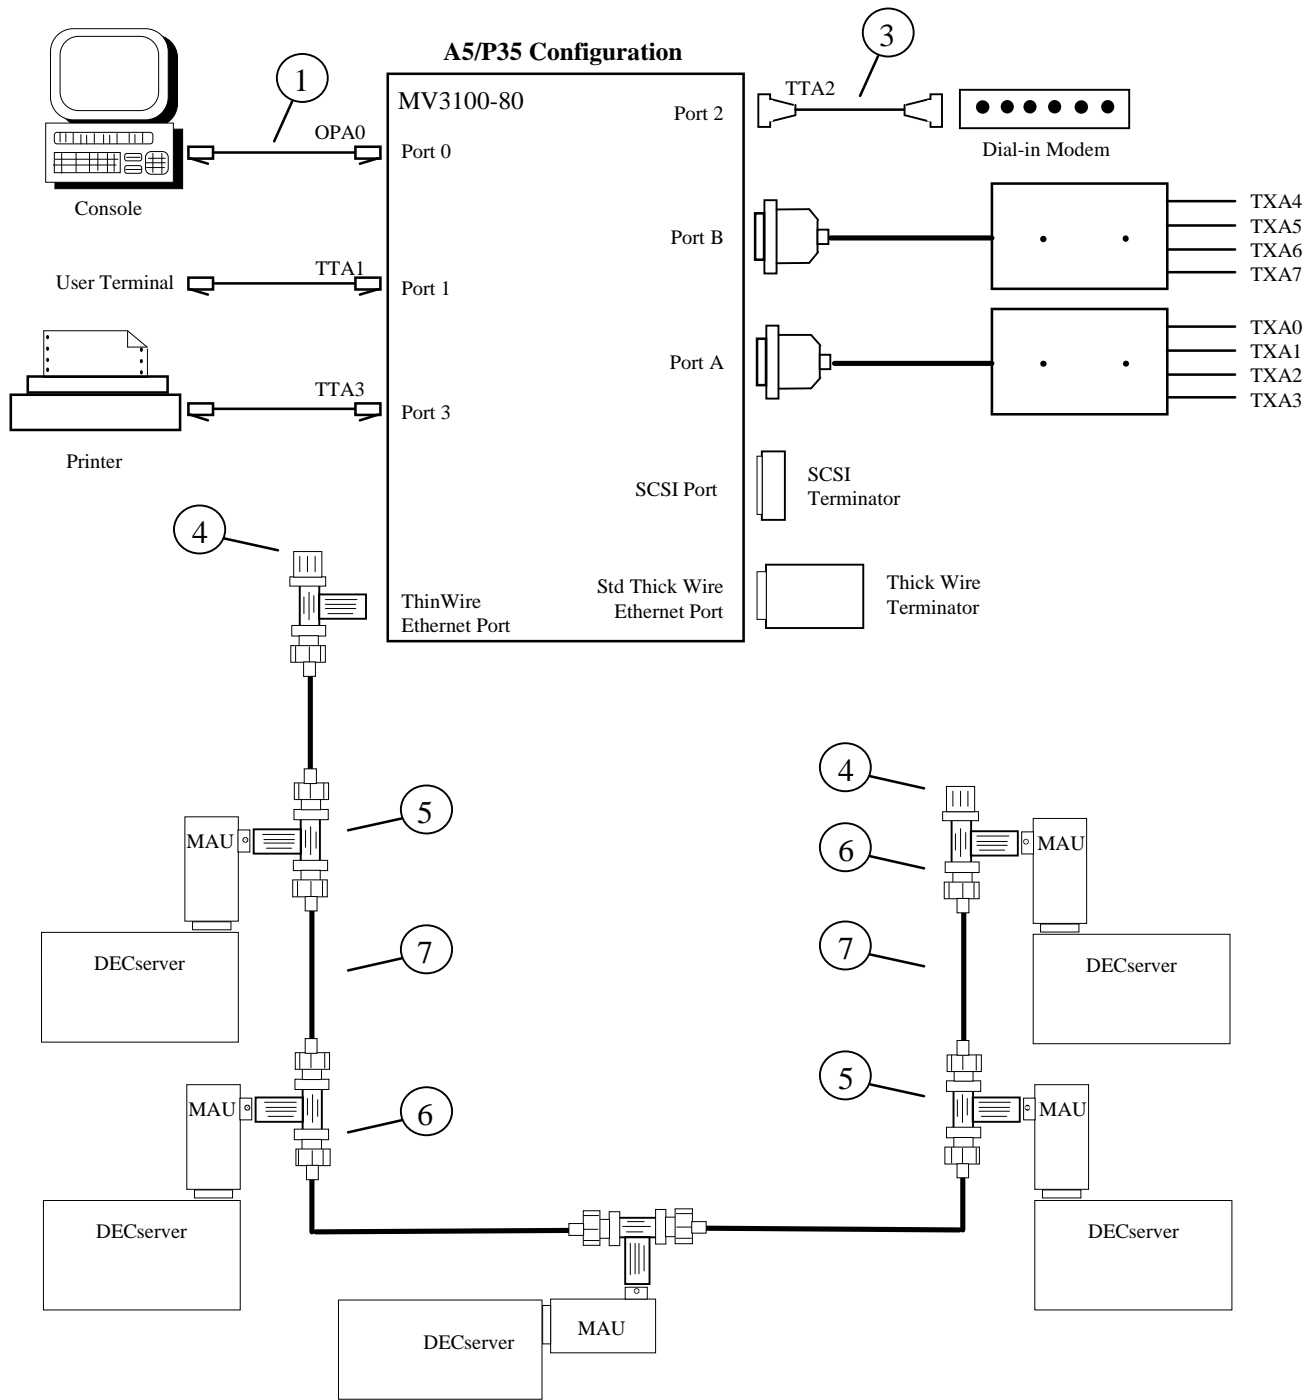 A5/P35 Configuration
3
1
MV3100-80
TTA2
Port 2
OPA0
Port 0
Dial-in Modem
Console
TXA4
TXA5
TXA6
TXA7
Port B
User Terminal
TTA1
Port 1
TXA0
TXA1
TXA2
TXA3
Port A
TTA3
Port 3
Printer
SCSI Port
SCSI
Terminator
4
ThinWire
Ethernet Port
Std Thick Wire
Ethernet Port
Thick Wire
Terminator
4
5
MAU
6
MAU
7
7
DECserver
DECserver
5
6
MAU
MAU
DECserver
DECserver
DECserver
MAU